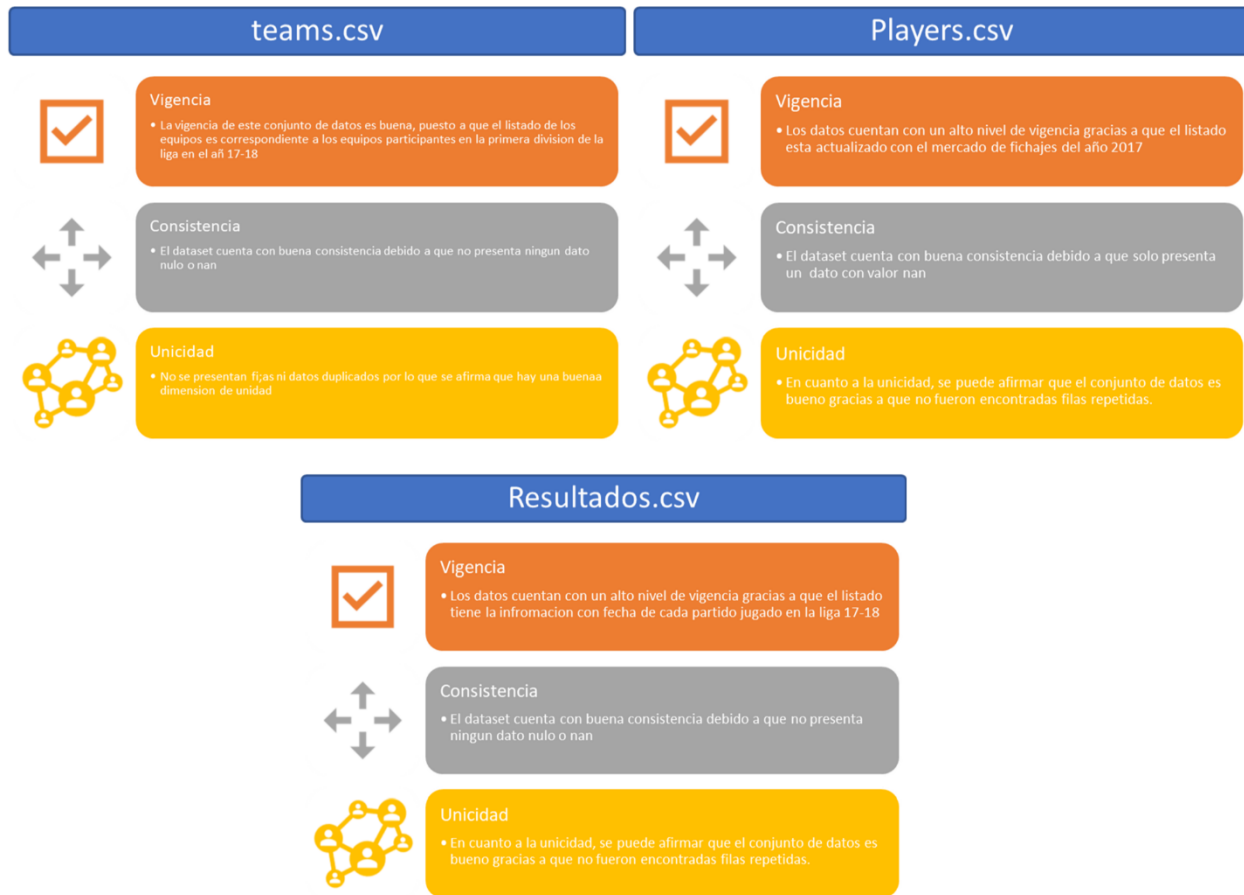 teams.csv
Vigencia
• La vigencia de este conjunto de datos es buena, puesto a que el listado de los
equipos es correspondiente a los equipos participantes en la primera division de la
liga en el añ 17-18
Consistencia
• El dataset cuenta con buena consistencia debido a que no presenta ningun dato
nulo o nan
Unicidad
• No se presentan fi;as ni datos duplicados por lo que se afirma que hay una buenaa
dimension de unidad
Players.csv
Vigencia
• Los datos cuentan con un alto nivel de vigencia gracias a que el listado
esta actualizado con el mercado de fichajes del año 2017
Consistencia
• El dataset cuenta con buena consistencia debido a que solo presenta
un dato con valor nan
Unicidad
• En cuanto a la unicidad, se puede afirmar que el conjunto de datos es
bueno gracias a que no fueron encontradas filas repetidas.
Resultados.csv
Vigencia
• Los datos cuentan con un alto nivel de vigencia gracias a que el listado
tiene la infromacion con fecha de cada partido jugado en la liga 17-18
Consistencia
• El dataset cuenta con buena consistencia debido a que no presenta
ningun dato nulo o nan
Unicidad
• En cuanto a la unicidad, se puede afirmar que el conjunto de datos es
bueno gracias a que no fueron encontradas filas repetidas.